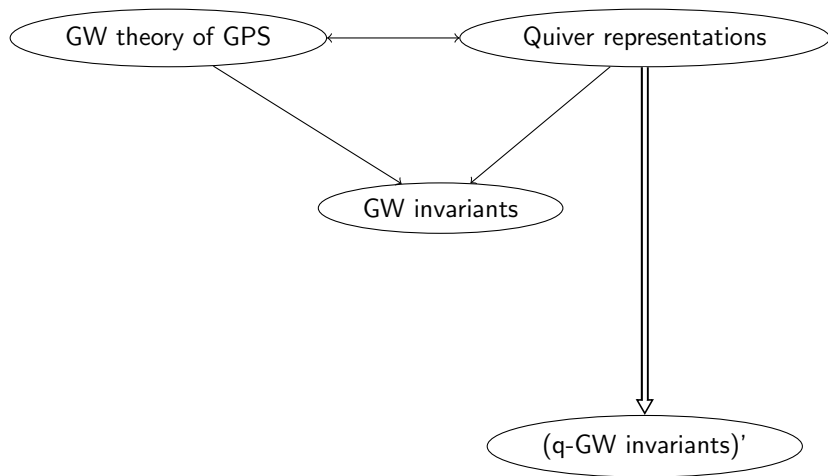 GW theory of GPS
Quiver representations
GW invariants
(q-GW invariants)'